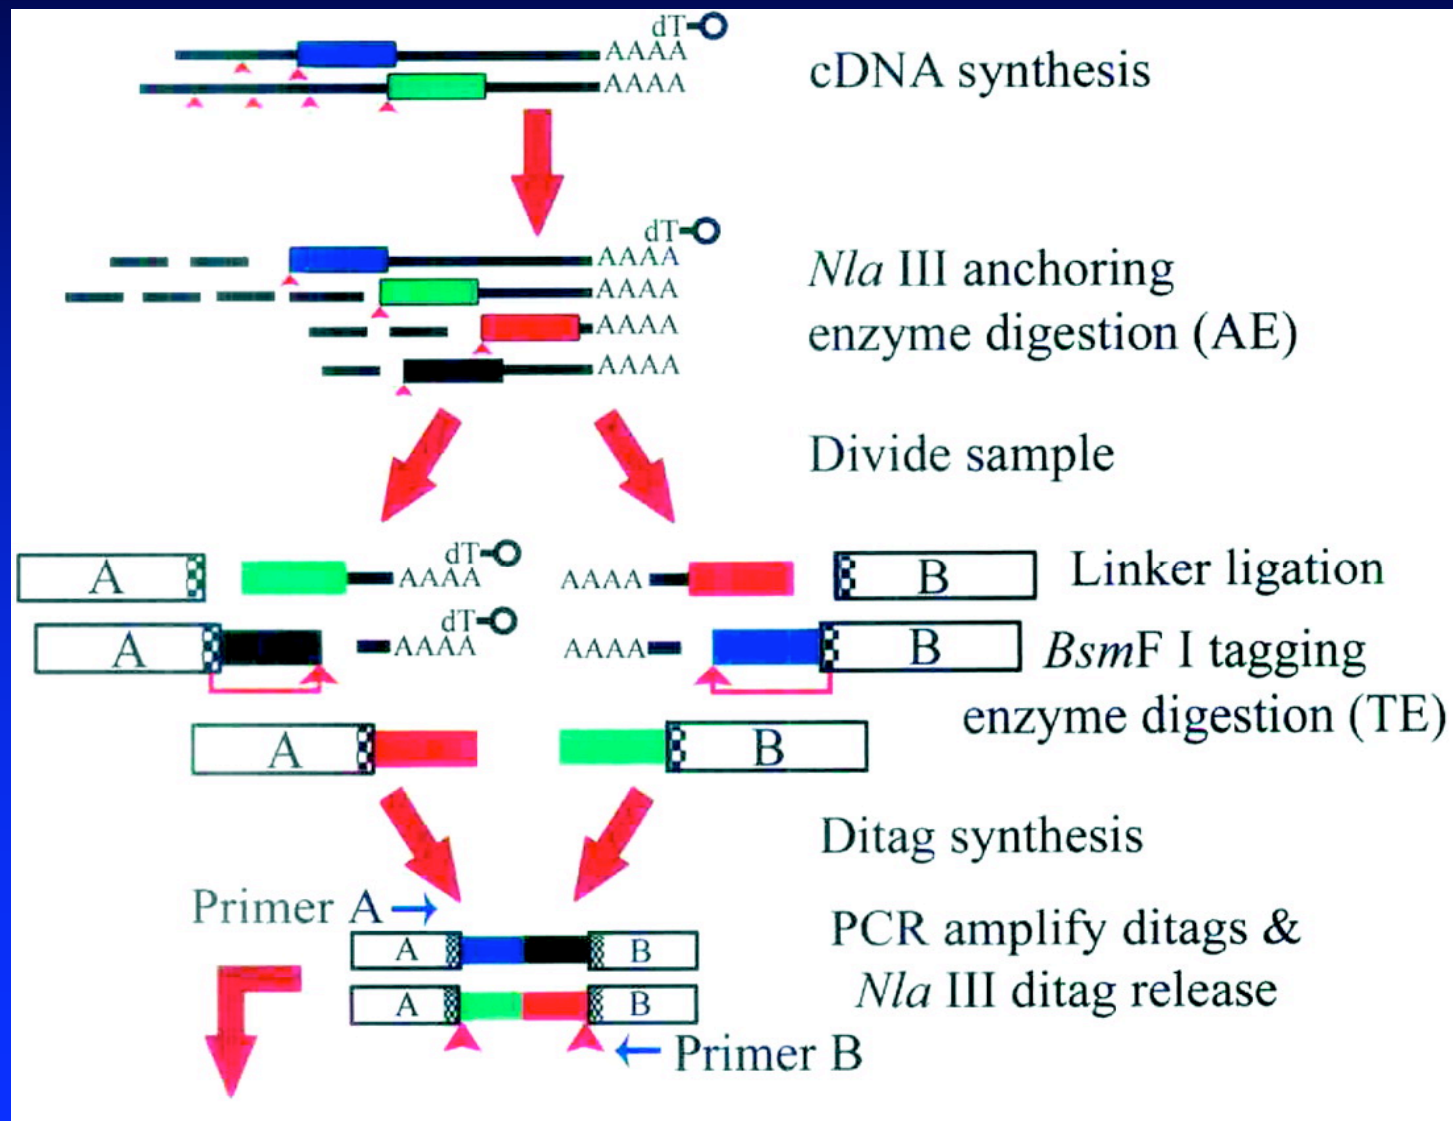 dT
AAAA
cDNA synthesis
AAAA
dT
AAAA
Nla III anchoring
AAAA
enzyme digestion (AE)
AAAA
AAAA
Divide sample
dT
A
AAAA
AAAA
B
Linker ligation
dT
A
AAAA
AAAA
B
BsmF I tagging
enzyme digestion (TE)
A
B
Ditag synthesis
Primer A
PCR amplify ditags &
A
B
Nla III ditag release
A
B
Primer B